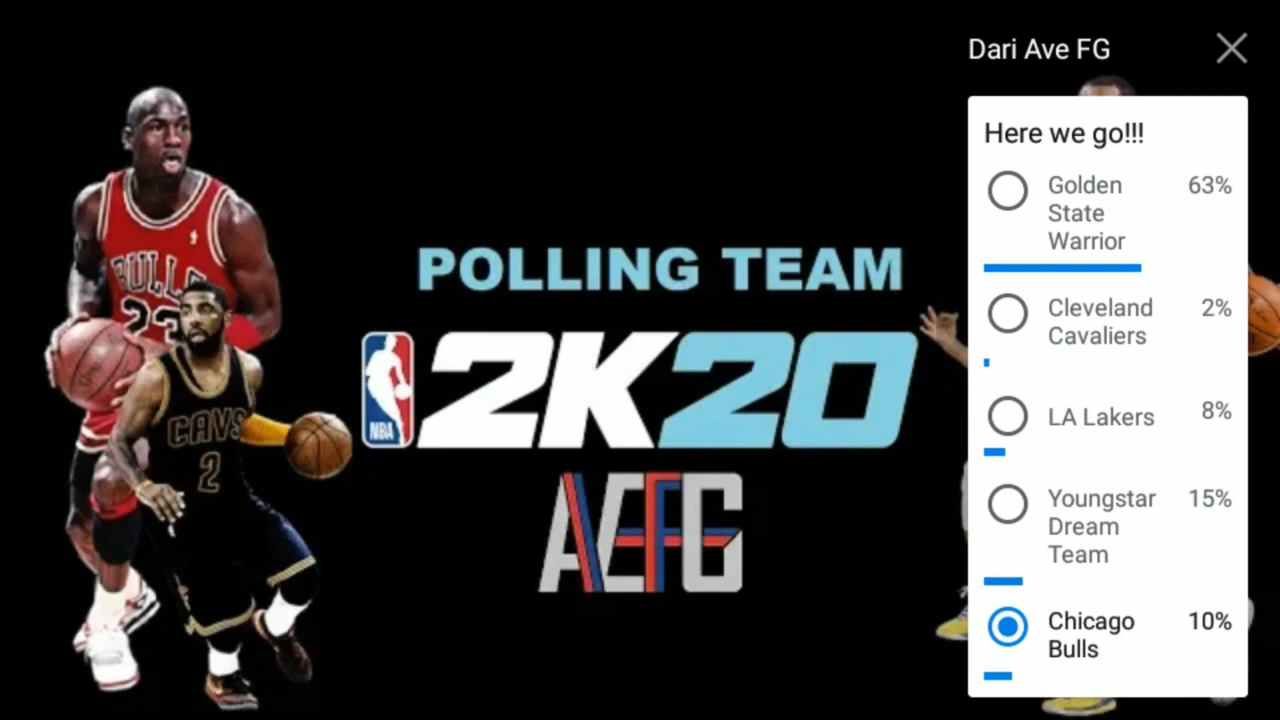 Dari Ave FG
Here we go!!!
Golden
State
Warrior
63%
Cleveland
Cavaliers
2%
LA Lakers
8%
Youngstar
Dream
Team
15%
Chicago
Bulls
10%
POLLING TEAM
NBA
2K20
AEFG
BULLS
23
CAVS
2